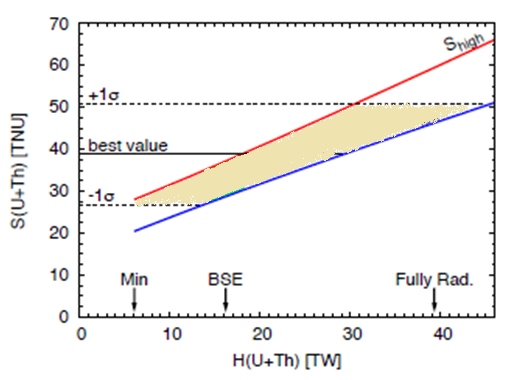 70
60
50
40
30
20
10
0
S(U+Th) [TNU]
S high
+1σ
best value
-1σ
Min
BSE
Fully Rad.
0 10 20 30 40
H(U+Th) [TW]